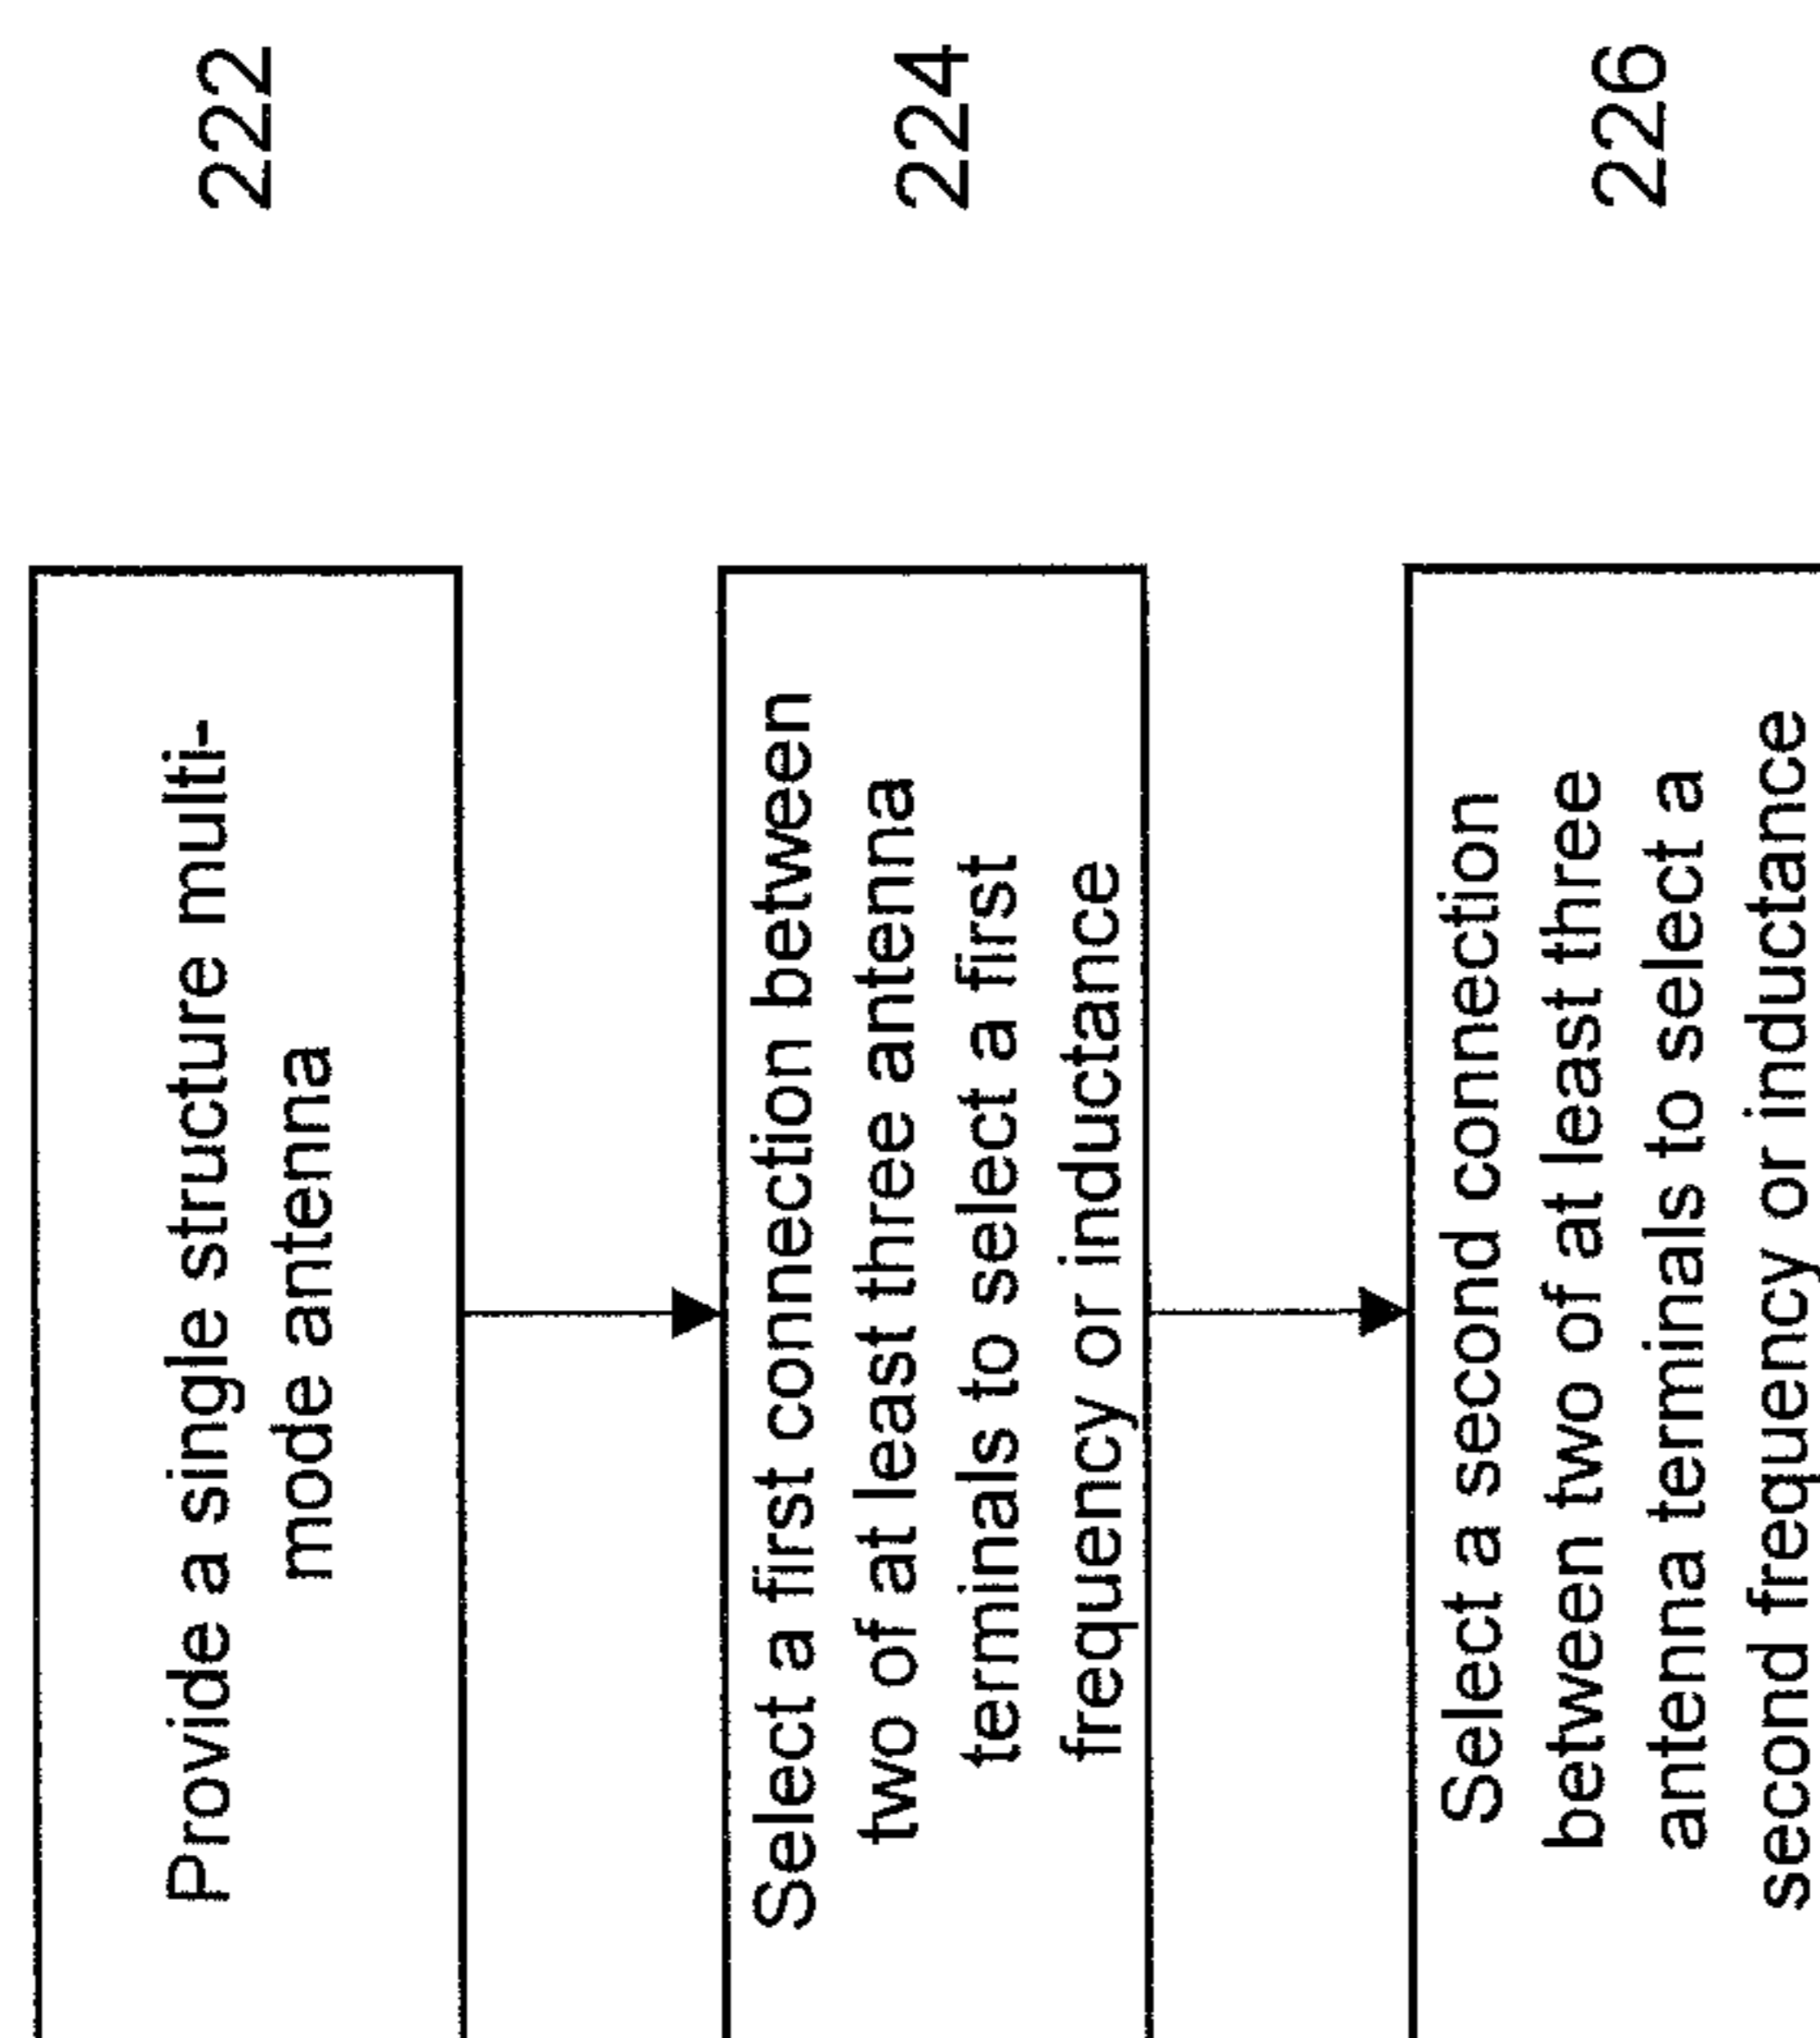 Provide a single structure multi-
mode antenna
222
Select a first connection between
two of at least three antenna
terminals to select a first
frequency or inductance
224
Select a second connection
between two of at least three
antenna terminals to select a
second frequency or inductance
226